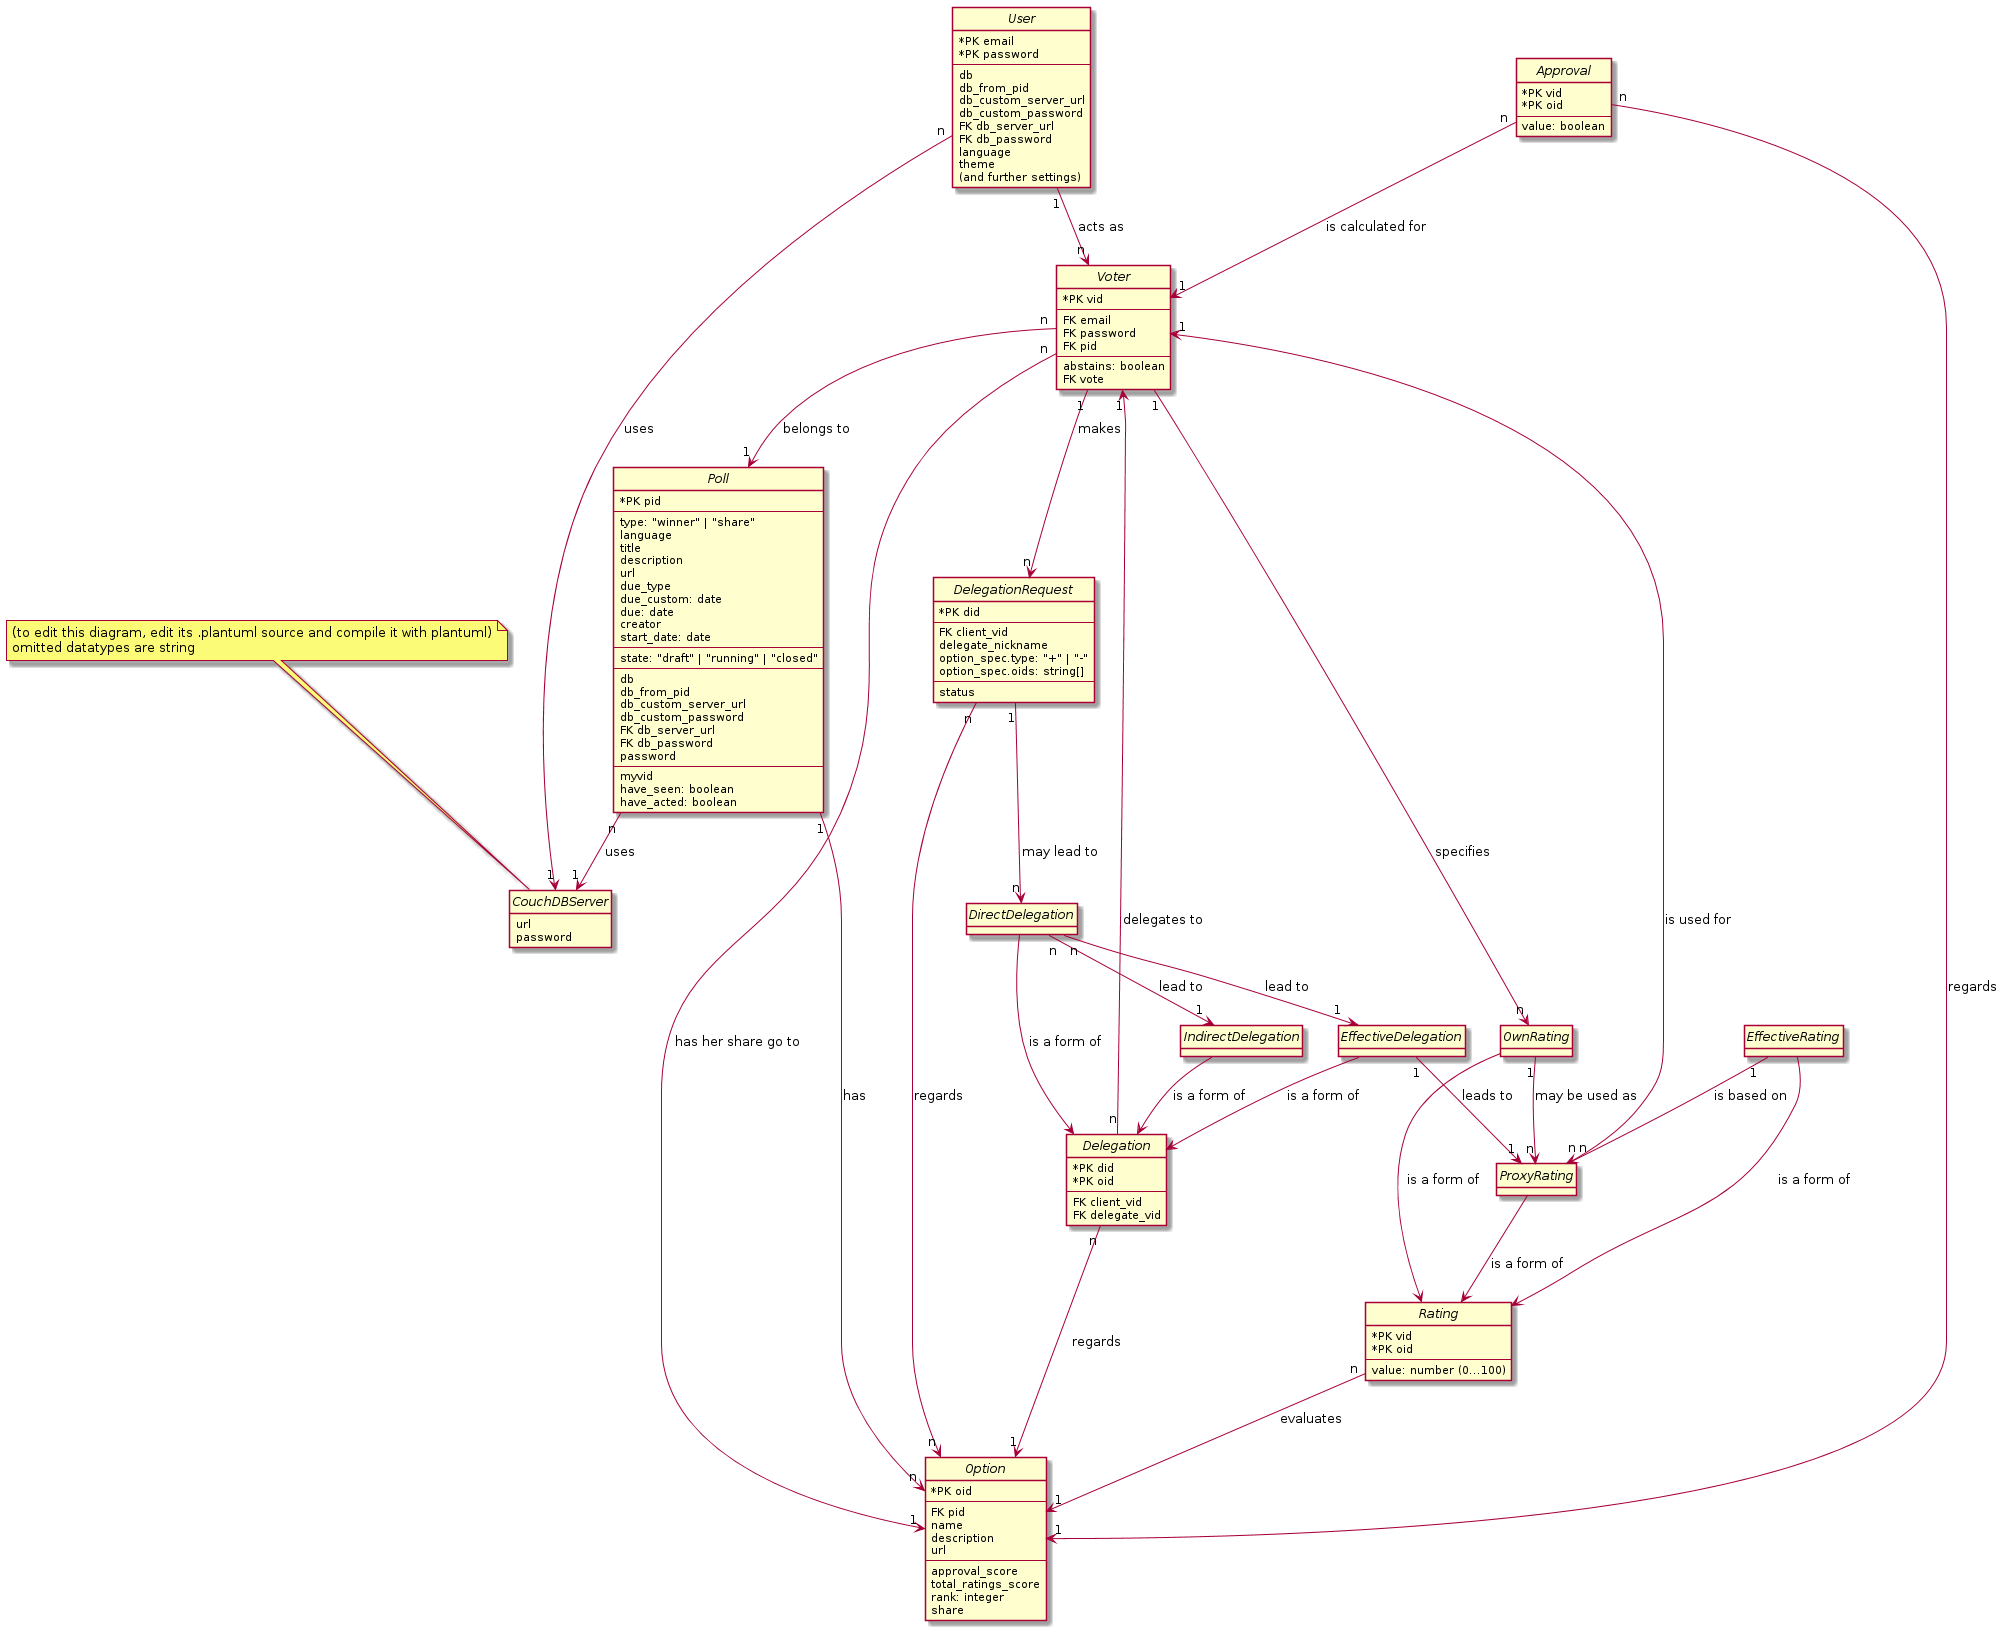 User
*PK email
*PK password
db
db_from_pid
db_custom_server_url
db_custom_password
FK db_server_url
FK db_password
language
theme
(and further settings)
Approval
*PK vid
*PK oid
value: boolean
n
n
n
1
acts as
n
is calculated for
1
Voter
*PK vid
FK email
FK password
FK pid
abstains: boolean
FK vote
n
n
1
1
1
1
uses
belongs to
1
makes
Poll
*PK pid
type: "winner" | "share"
language
title
description
url
due_type
due_custom: date
due: date
creator
start_date: date
state: "draft" | "running" | "closed"
db
db_from_pid
db_custom_server_url
db_custom_password
FK db_server_url
FK db_password
password
myvid
have_seen: boolean
have_acted: boolean
n
DelegationRequest
*PK did
FK client_vid
delegate_nickname
option_spec.type: "+" | "-"
option_spec.oids: string[]
status
(to edit this diagram, edit its .plantuml source and compile it with plantuml)
omitted datatypes are string
n
1
n
1
uses
may lead to
specifies
1
1
n
CouchDBServer
url
password
DirectDelegation
delegates to
is used for
n
n
lead to
lead to
regards
1
1
n
IndirectDelegation
EffectiveDelegation
OwnRating
EffectiveRating
has her share go to
is a form of
1
1
1
has
regards
is a form of
is a form of
leads to
may be used as
is based on
n
1
n
n
n
Delegation
*PK did
*PK oid
FK client_vid
FK delegate_vid
ProxyRating
is a form of
is a form of
n
is a form of
Rating
*PK vid
*PK oid
value: number (0...100)
regards
n
evaluates
n
1
n
1
1
1
Option
*PK oid
FK pid
name
description
url
approval_score
total_ratings_score
rank: integer
share